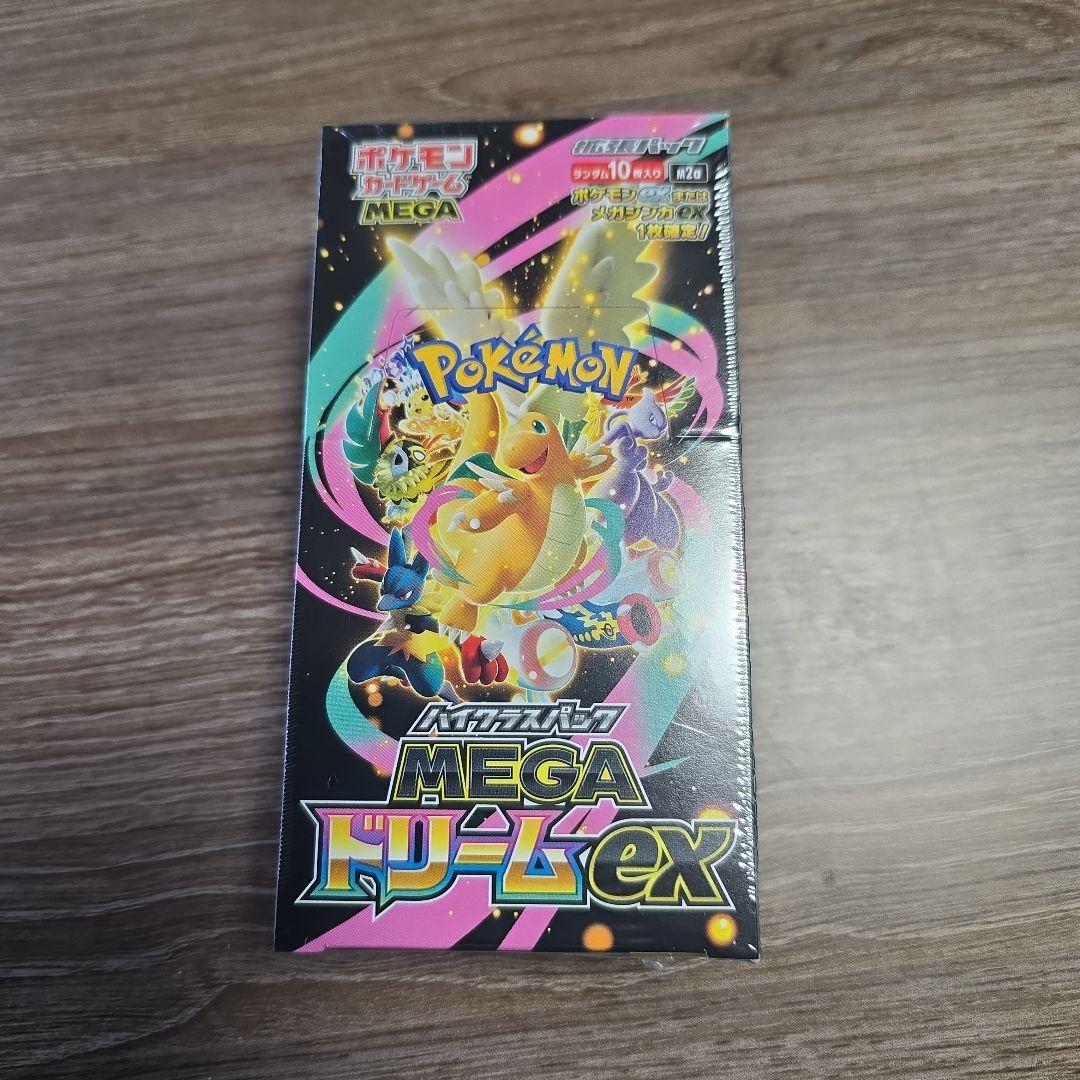 ポケモン
カードゲーム
MEGA
拡張パック
ランダム10枚入り m2a
ポケモンexまたは
メガシンカex
1枚確定!
POKÉMON
TM
ハイクラスパック
MEGA
ドリームex